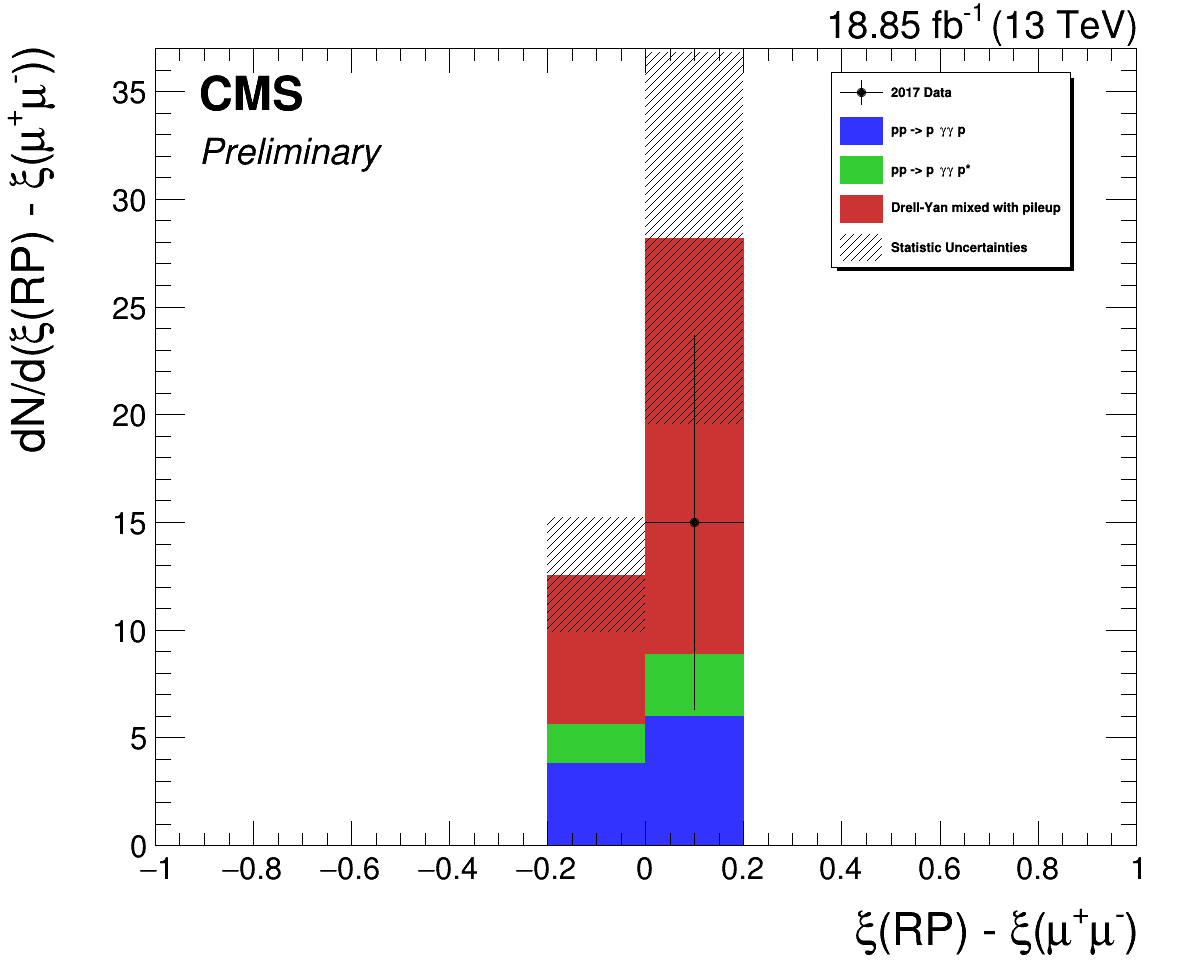 18.85 fb⁻¹ (13 TeV)
CMS
Preliminary
2017 Data
pp -> p γγ p
pp -> p γγ p*
Drell-Yan mixed with pileup
Statistic Uncertainties
dN/d(ξ(RP) - ξ(μ⁺μ⁻))
35
30
25
20
15
10
5
0
−1 −0.8 −0.6 −0.4 −0.2 0 0.2 0.4 0.6 0.8 1
ξ(RP) - ξ(μ⁺μ⁻)